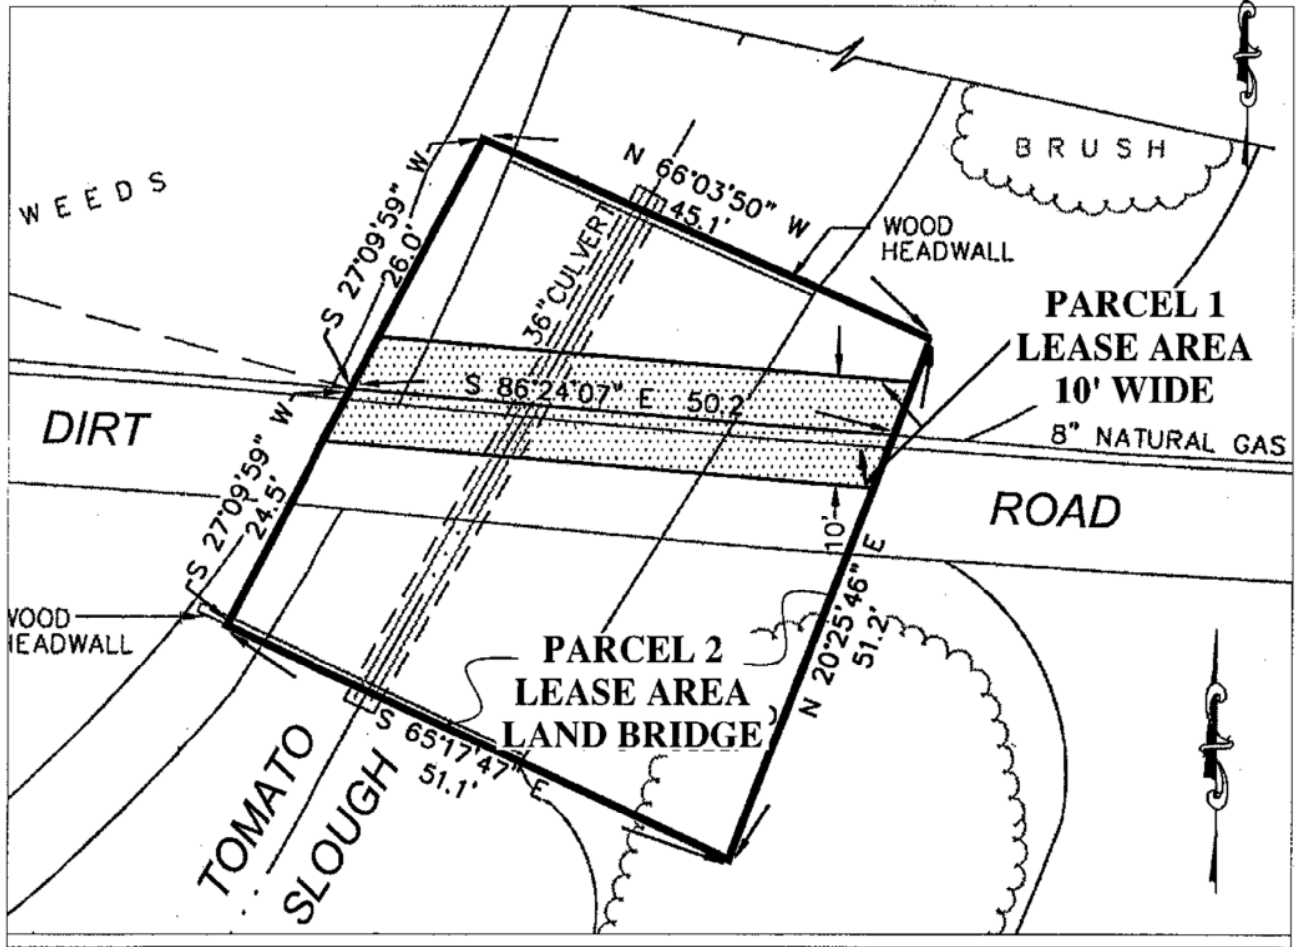 BRUSH
WEEDS
S 27°09'59" W
26.0'
N 66°03'50" W
45.1'
WOOD
HEADWALL
36"CULVERT
PARCEL 1
LEASE AREA
10' WIDE
8" NATURAL GAS
S 86°24'07" E 50.2
DIRT
ROAD
S 27°09'59" W
24.5'
10'
N 20°25'46" E
51.2'
WOOD
HEADWALL
PARCEL 2
LEASE AREA
LAND BRIDGE
S 65°17'47" E
51.1'
TOMATO
SLOUGH